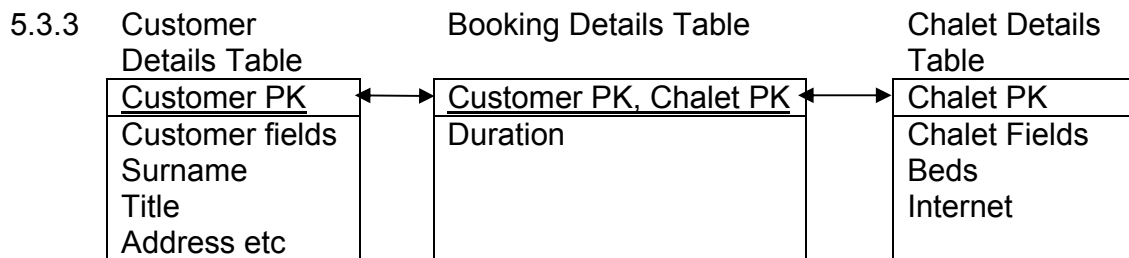 5.3.3 Customer Details Table
Booking Details Table
Chalet Details Table
Customer PK
Customer fields
Surname
Title
Address etc
Customer PK, Chalet PK
Duration
Chalet PK
Chalet Fields
Beds
Internet